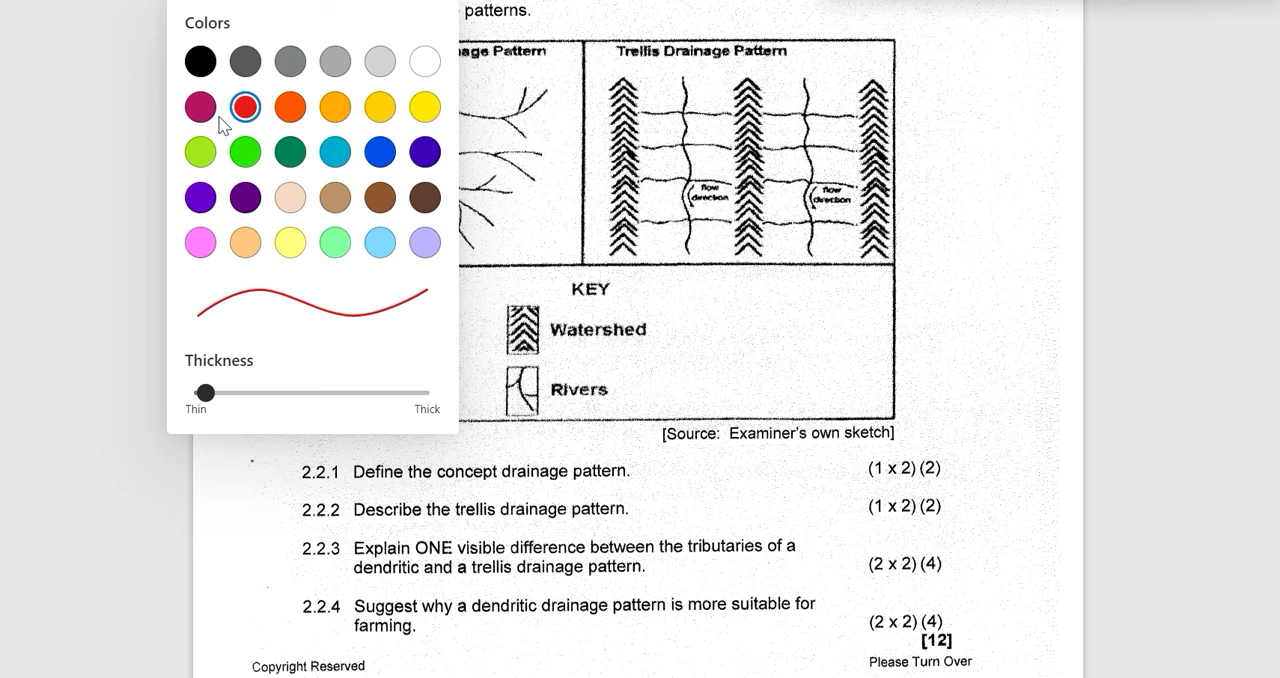 Colors
patterns.
age Pattern
Trellis Drainage Pattern
flow
direction
flow
direction
KEY
Watershed
Rivers
Thickness
Thin
Thick
[Source: Examiner's own sketch]
2.2.1 Define the concept drainage pattern. (1 x 2) (2)
2.2.2 Describe the trellis drainage pattern. (1 x 2) (2)
2.2.3 Explain ONE visible difference between the tributaries of a
dendritic and a trellis drainage pattern. (2 x 2) (4)
2.2.4 Suggest why a dendritic drainage pattern is more suitable for
farming. (2 x 2) (4)
[12]
Copyright Reserved
Please Turn Over